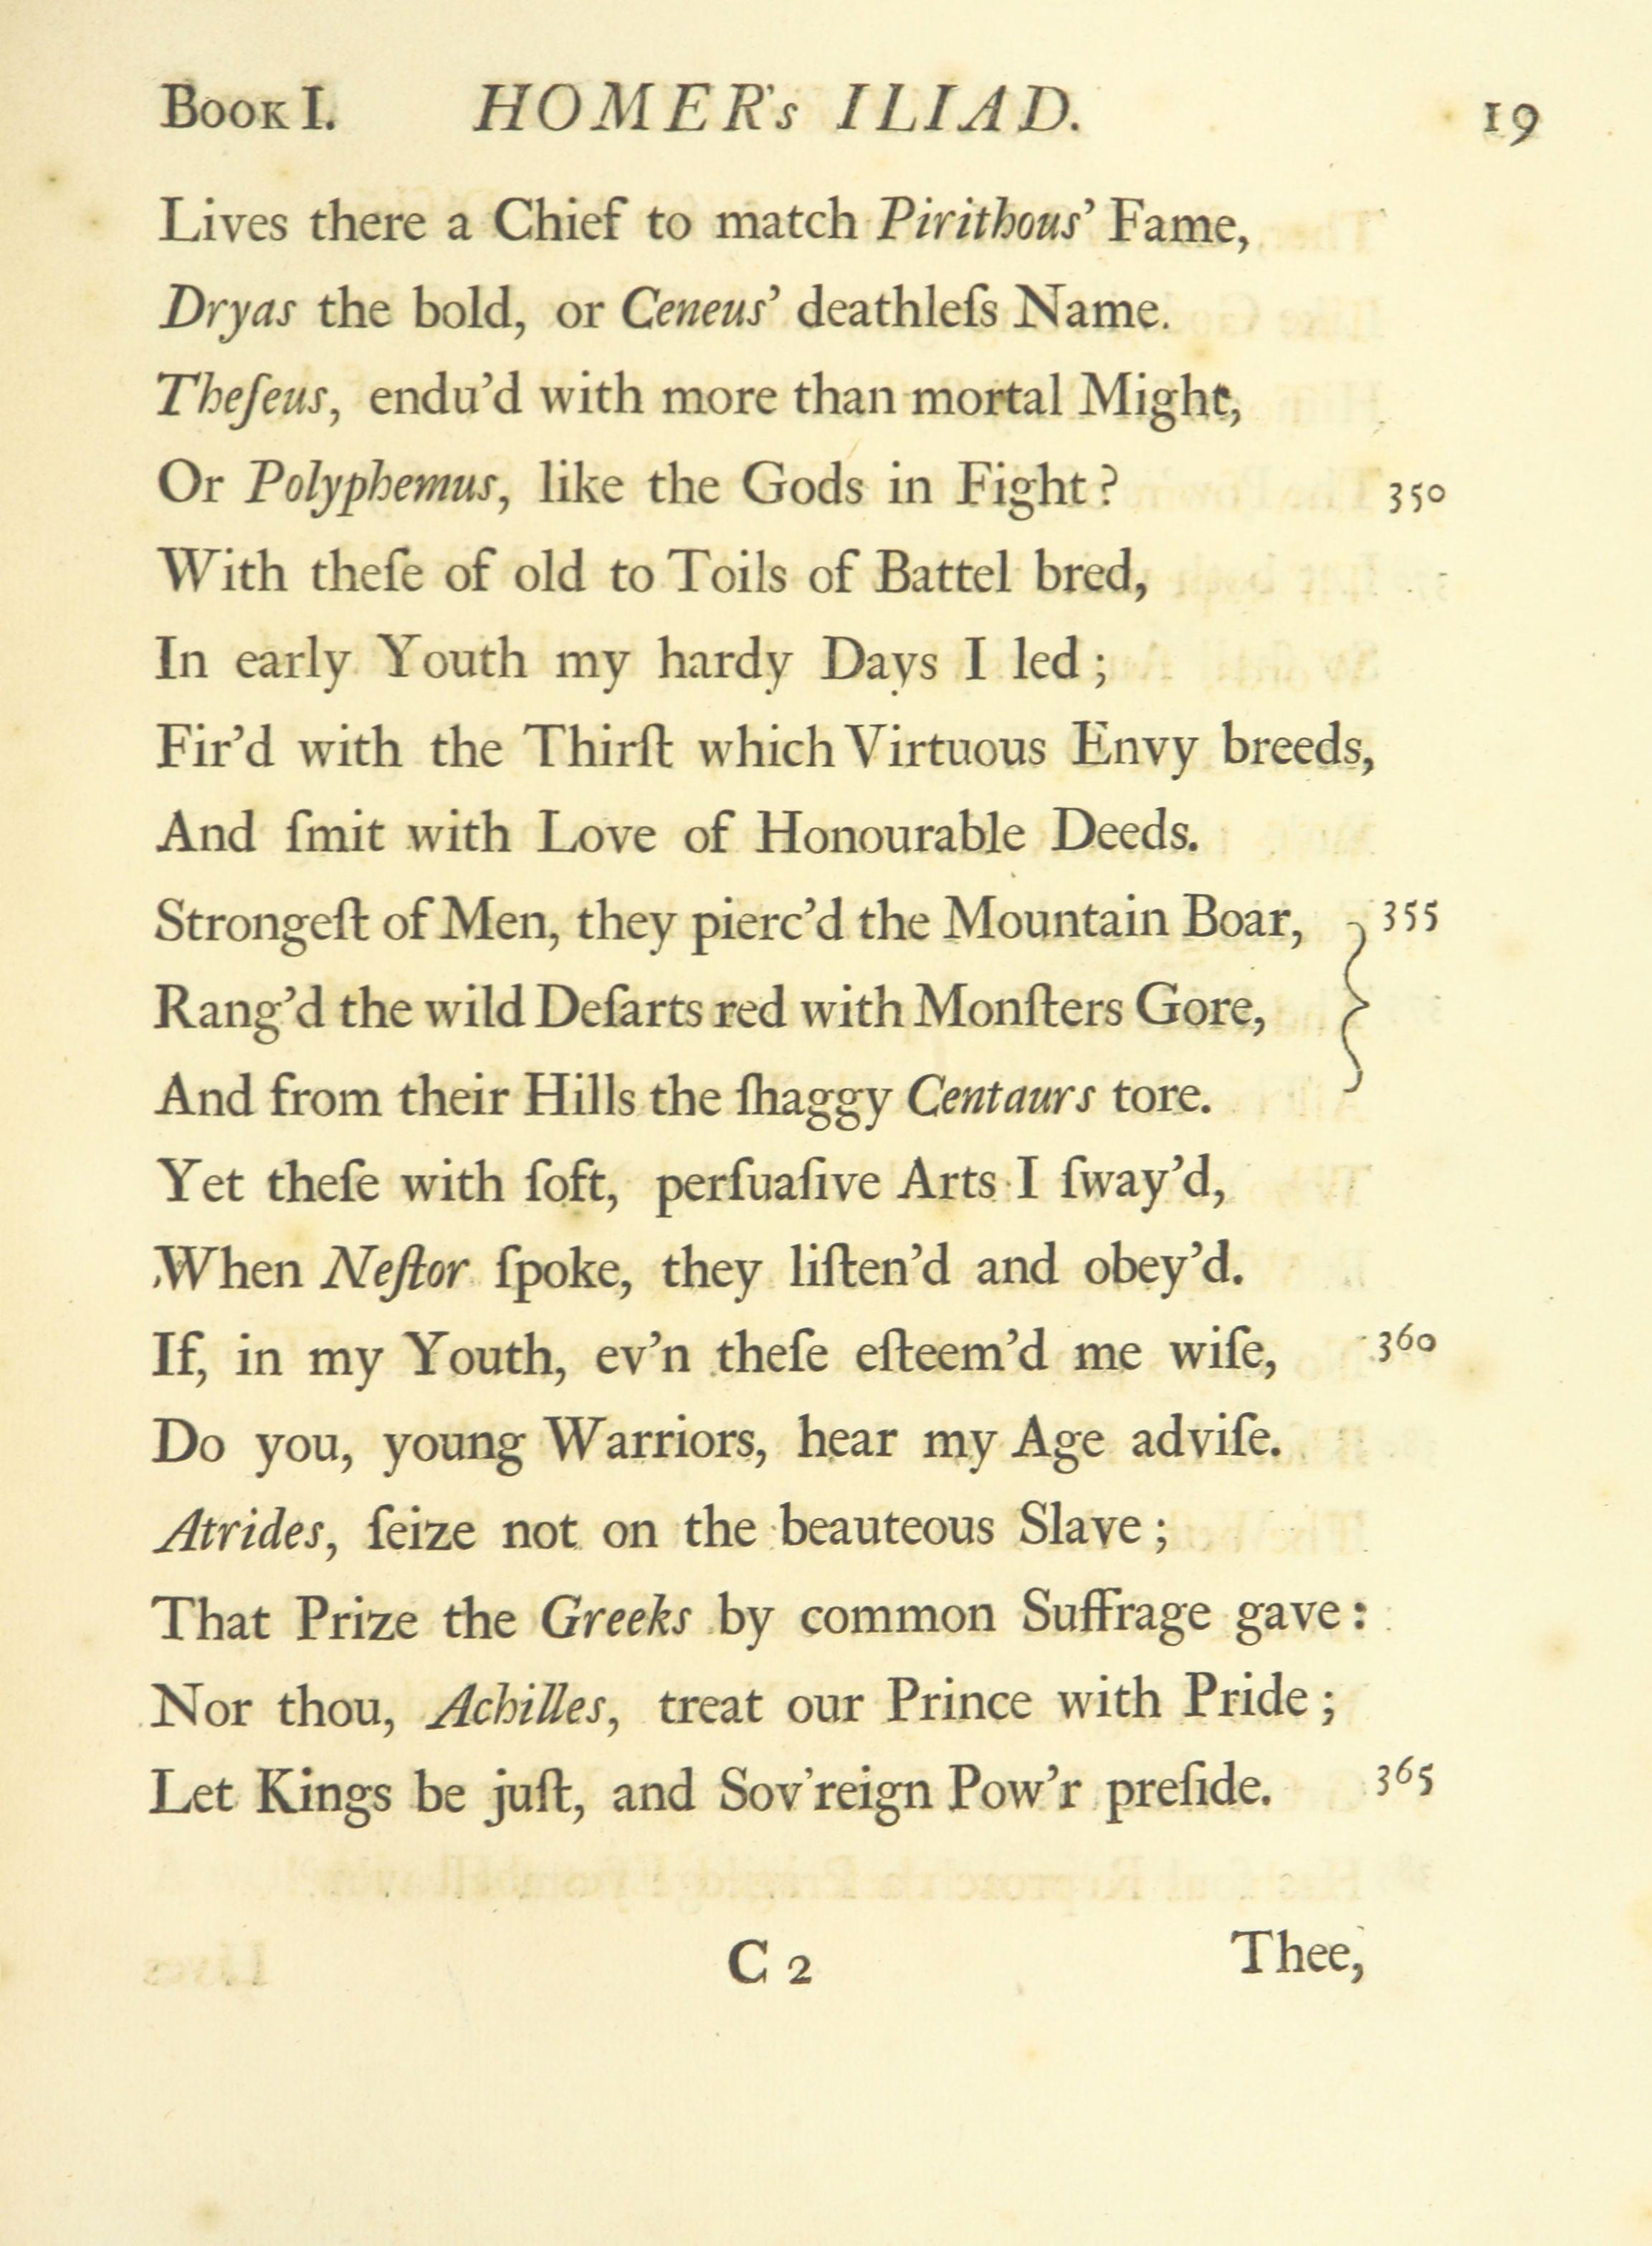 Book I. HOMER's ILIAD. 19
Lives there a Chief to match Pirithous' Fame,
Dryas the bold, or Ceneus' deathleſs Name.
Theſeus, endu'd with more than mortal Might,
Or Polyphemus, like the Gods in Fight? 350
With theſe of old to Toils of Battel bred,
In early Youth my hardy Days I led;
Fir'd with the Thirſt which Virtuous Envy breeds,
And ſmit with Love of Honourable Deeds.
Strongeſt of Men, they pierc'd the Mountain Boar, 355
Rang'd the wild Deſarts red with Monſters Gore,
And from their Hills the ſhaggy Centaurs tore.
Yet theſe with ſoft, perſuaſive Arts I ſway'd,
When Neſtor ſpoke, they liſten'd and obey'd.
If, in my Youth, ev'n theſe eſteem'd me wiſe, 360
Do you, young Warriors, hear my Age adviſe.
Atrides, ſeize not on the beauteous Slave;
That Prize the Greeks by common Suffrage gave:
Nor thou, Achilles, treat our Prince with Pride;
Let Kings be juſt, and Sov'reign Pow'r preſide. 365
C 2 Thee,